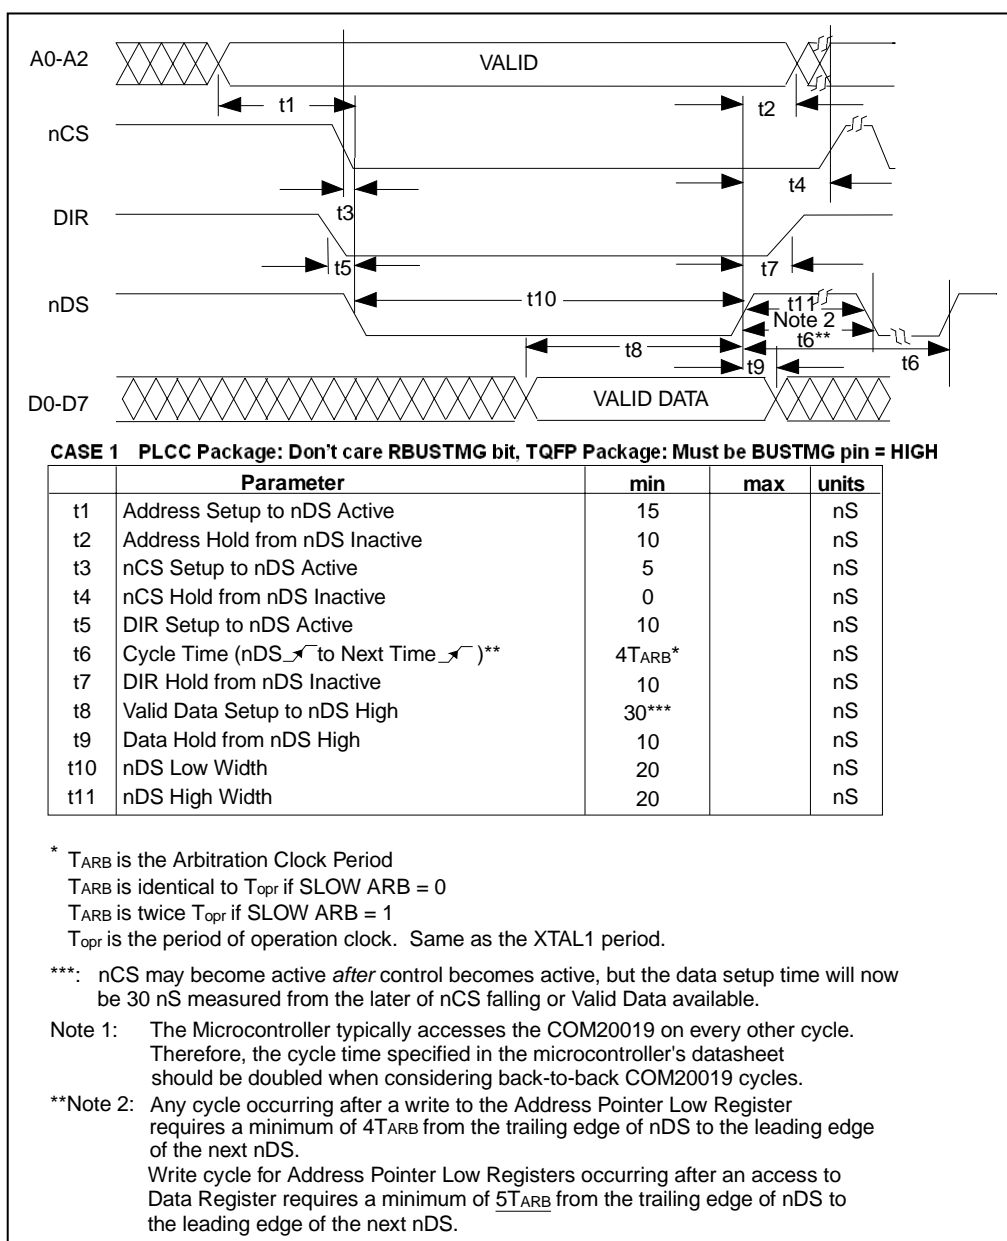 A0-A2
VALID
t1
t2
nCS
t3
t4
DIR
t5
t7
nDS
t10
t11
Note 2
t6**
t8
t9
t6
D0-D7
VALID DATA
CASE 1 PLCC Package: Don't care RBUSTMG bit, TQFP Package: Must be BUSTMG pin = HIGH
Parameter min max units
t1 Address Setup to nDS Active 15 nS
t2 Address Hold from nDS Inactive 10 nS
t3 nCS Setup to nDS Active 5 nS
t4 nCS Hold from nDS Inactive 0 nS
t5 DIR Setup to nDS Active 10 nS
t6 Cycle Time (nDS to Next Time )** 4TARB* nS
t7 DIR Hold from nDS Inactive 10 nS
t8 Valid Data Setup to nDS High 30*** nS
t9 Data Hold from nDS High 10 nS
t10 nDS Low Width 20 nS
t11 nDS High Width 20 nS
* TARB is the Arbitration Clock Period
TARB is identical to Topr if SLOW ARB = 0
TARB is twice Topr if SLOW ARB = 1
Topr is the period of operation clock. Same as the XTAL1 period.
***: nCS may become active after control becomes active, but the data setup time will now
be 30 nS measured from the later of nCS falling or Valid Data available.
Note 1: The Microcontroller typically accesses the COM20019 on every other cycle.
Therefore, the cycle time specified in the microcontroller's datasheet
should be doubled when considering back-to-back COM20019 cycles.
**Note 2: Any cycle occurring after a write to the Address Pointer Low Register
requires a minimum of 4TARB from the trailing edge of nDS to the leading edge
of the next nDS.
Write cycle for Address Pointer Low Registers occurring after an access to
Data Register requires a minimum of 5TARB from the trailing edge of nDS to
the leading edge of the next nDS.